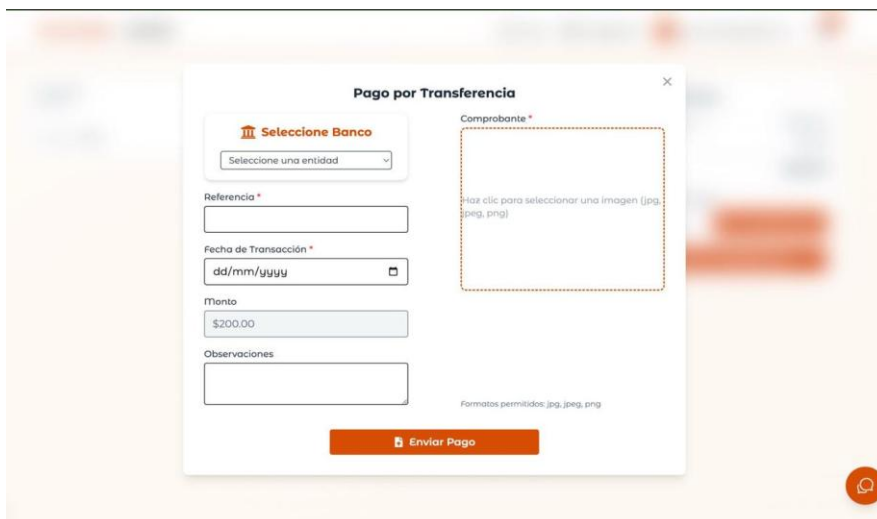 Pago por Transferencia
Seleccione Banco
Seleccione una entidad
Referencia *
Fecha de Transacción *
dd/mm/yyyy
Monto
$200.00
Observaciones
Comprobante *
Haz clic para seleccionar una imagen (jpg,
jpeg, png)
Formatos permitidos: jpg, jpeg, png
Enviar Pago